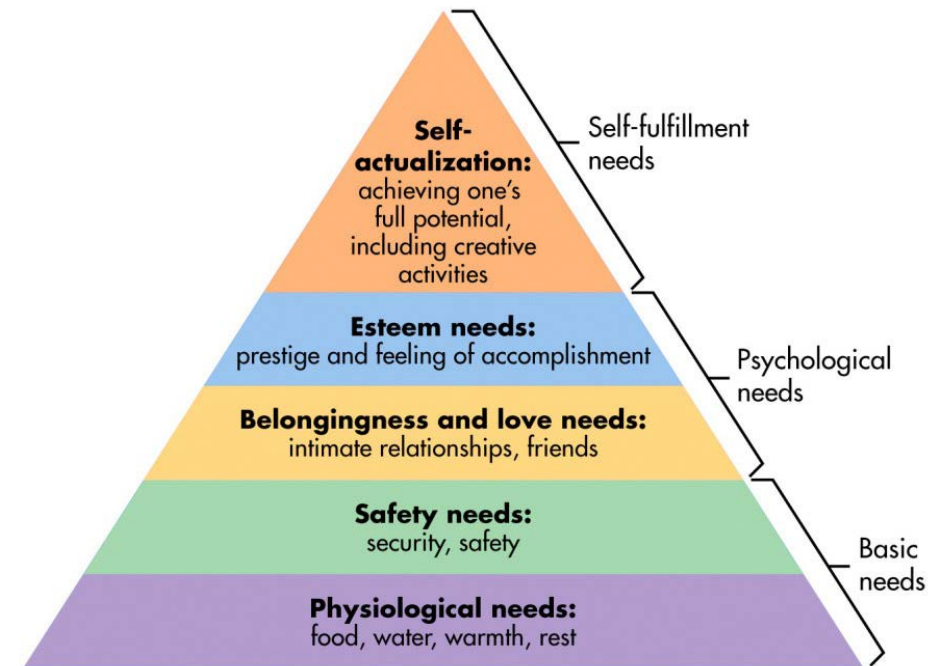 Self-
actualization:
achieving one's
full potential,
including creative
activities
Self-fulfillment
needs
Esteem needs:
prestige and feeling of accomplishment
Psychological
needs
Belongingness and love needs:
intimate relationships, friends
Safety needs:
security, safety
Basic
needs
Physiological needs:
food, water, warmth, rest